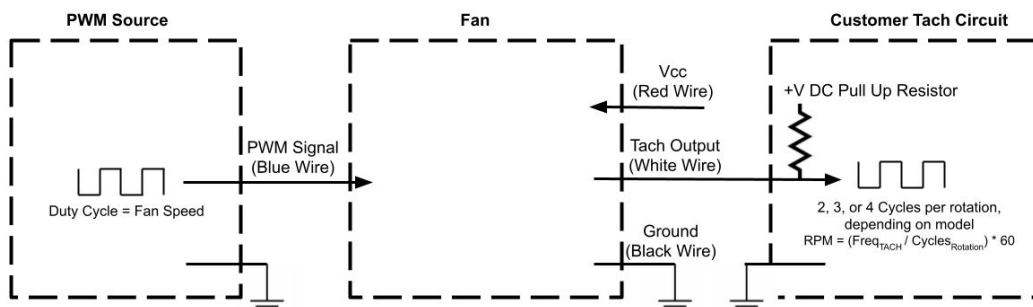 PWM Source
Fan
Customer Tach Circuit
Vcc
(Red Wire)
+V DC Pull Up Resistor
PWM Signal
(Blue Wire)
Tach Output
(White Wire)
Duty Cycle = Fan Speed
2, 3, or 4 Cycles per rotation,
depending on model
RPM = (Freq_TACH / Cycles_Rotation) * 60
Ground
(Black Wire)